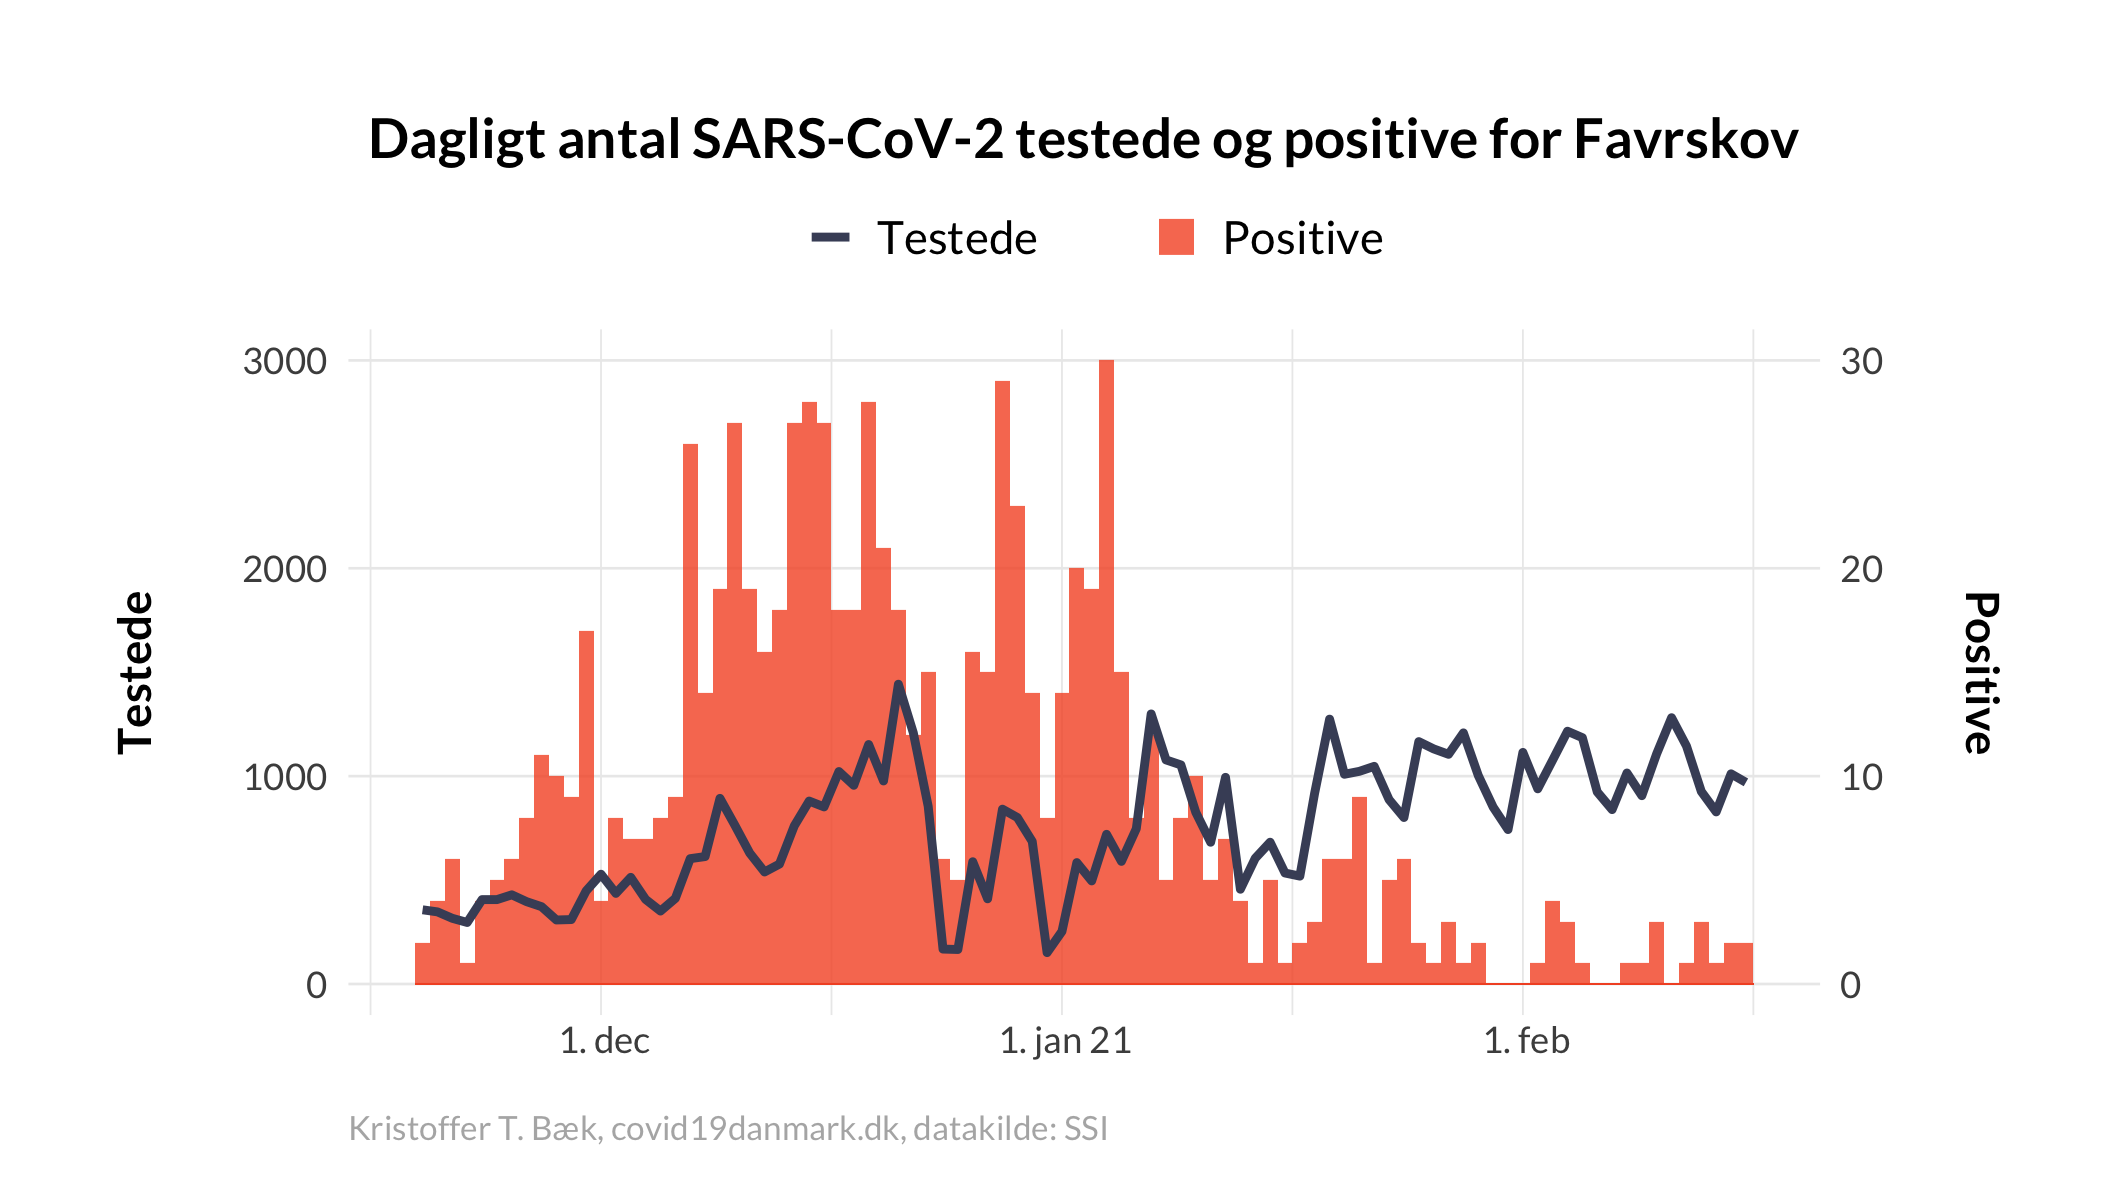 Dagligt antal SARS-CoV-2 testede og positive for Favrskov
Testede
Positive
3000
2000
1000
0
Testede
30
20
10
0
Positive
1. dec
1. jan 21
1. feb
Kristoffer T. Bæk, covid19danmark.dk, datakilde: SSI